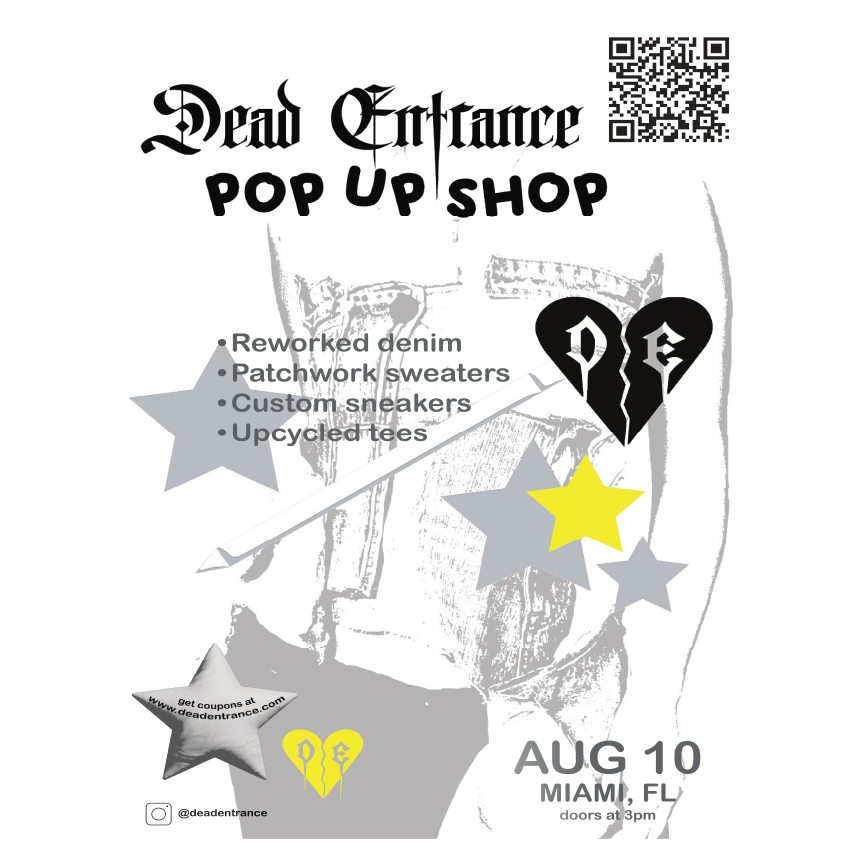 Dead Entrance
POP UP SHOP
D E
• Reworked denim
• Patchwork sweaters
• Custom sneakers
• Upcycled tees
get coupons at
www.deadentrance.com
D E
@deadentrance
AUG 10
MIAMI, FL
doors at 3pm